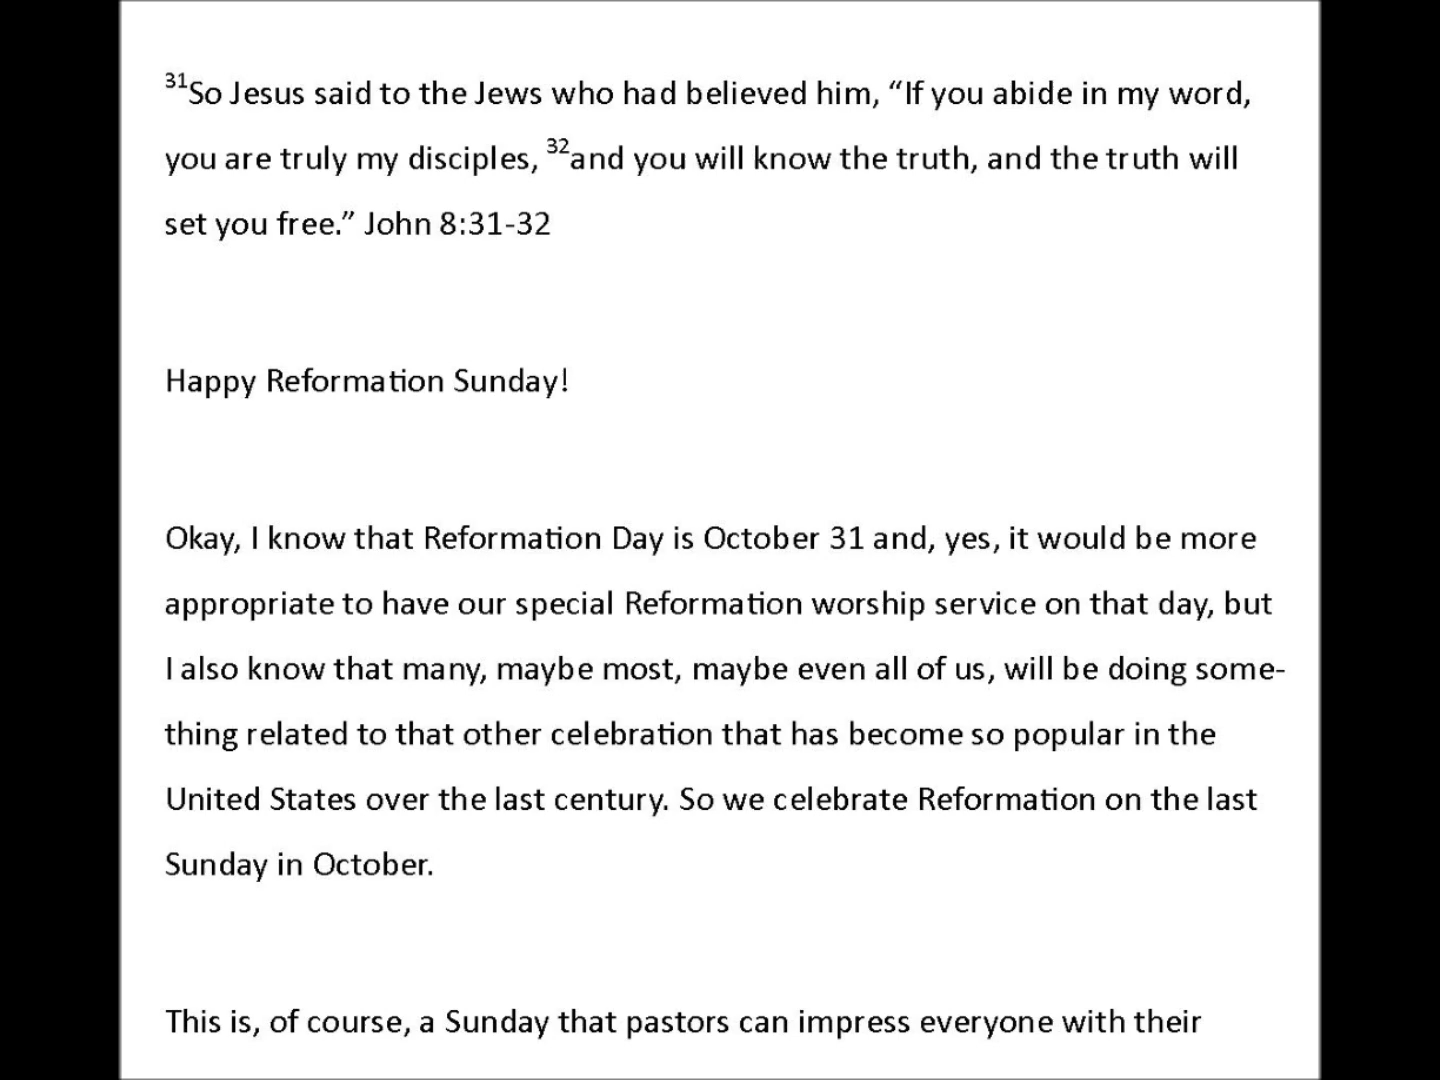 31So Jesus said to the Jews who had believed him, “If you abide in my word,
you are truly my disciples, 32and you will know the truth, and the truth will
set you free.” John 8:31-32
Happy Reformation Sunday!
Okay, I know that Reformation Day is October 31 and, yes, it would be more
appropriate to have our special Reformation worship service on that day, but
I also know that many, maybe most, maybe even all of us, will be doing some-
thing related to that other celebration that has become so popular in the
United States over the last century. So we celebrate Reformation on the last
Sunday in October.
This is, of course, a Sunday that pastors can impress everyone with their